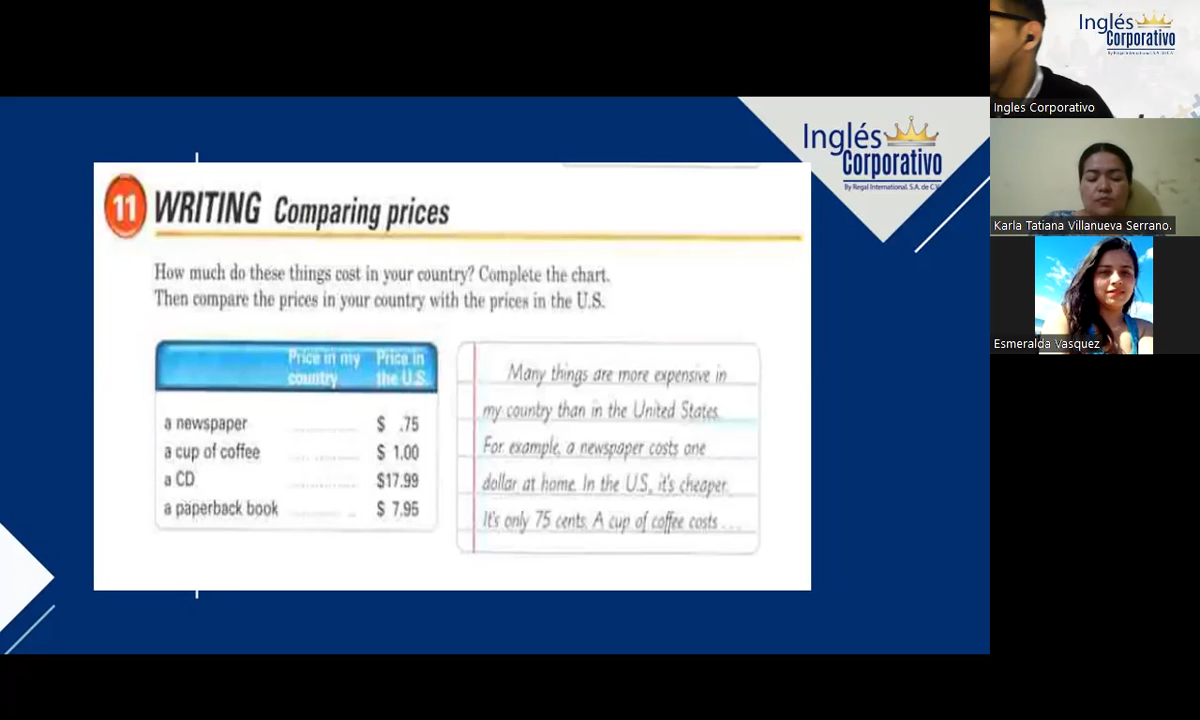 Inglés
Corporativo
By Regal International, S.A. de C.V.
11 WRITING Comparing prices
How much do these things cost in your country? Complete the chart.
Then compare the prices in your country with the prices in the U.S.
Price in my country
Price in the U.S.
a newspaper $ .75
a cup of coffee $ 1.00
a CD $17.99
a paperback book $ 7.95
Many things are more expensive in
my country than in the United States.
For example, a newspaper costs one
dollar at home. In the U.S., it's cheaper.
It's only 75 cents. A cup of coffee costs ...
Inglés
Corporativo
Ingles Corporativo
Karla Tatiana Villanueva Serrano.
Esmeralda Vasquez